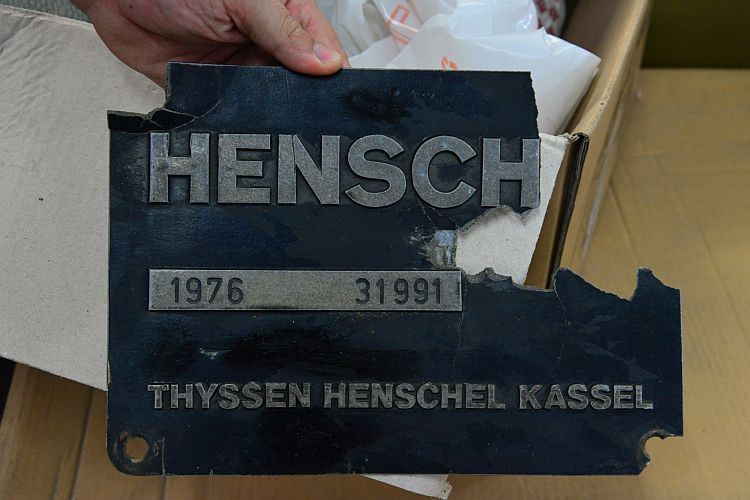 HENSCH
1976 31991
THYSSEN HENSCHEL KASSEL